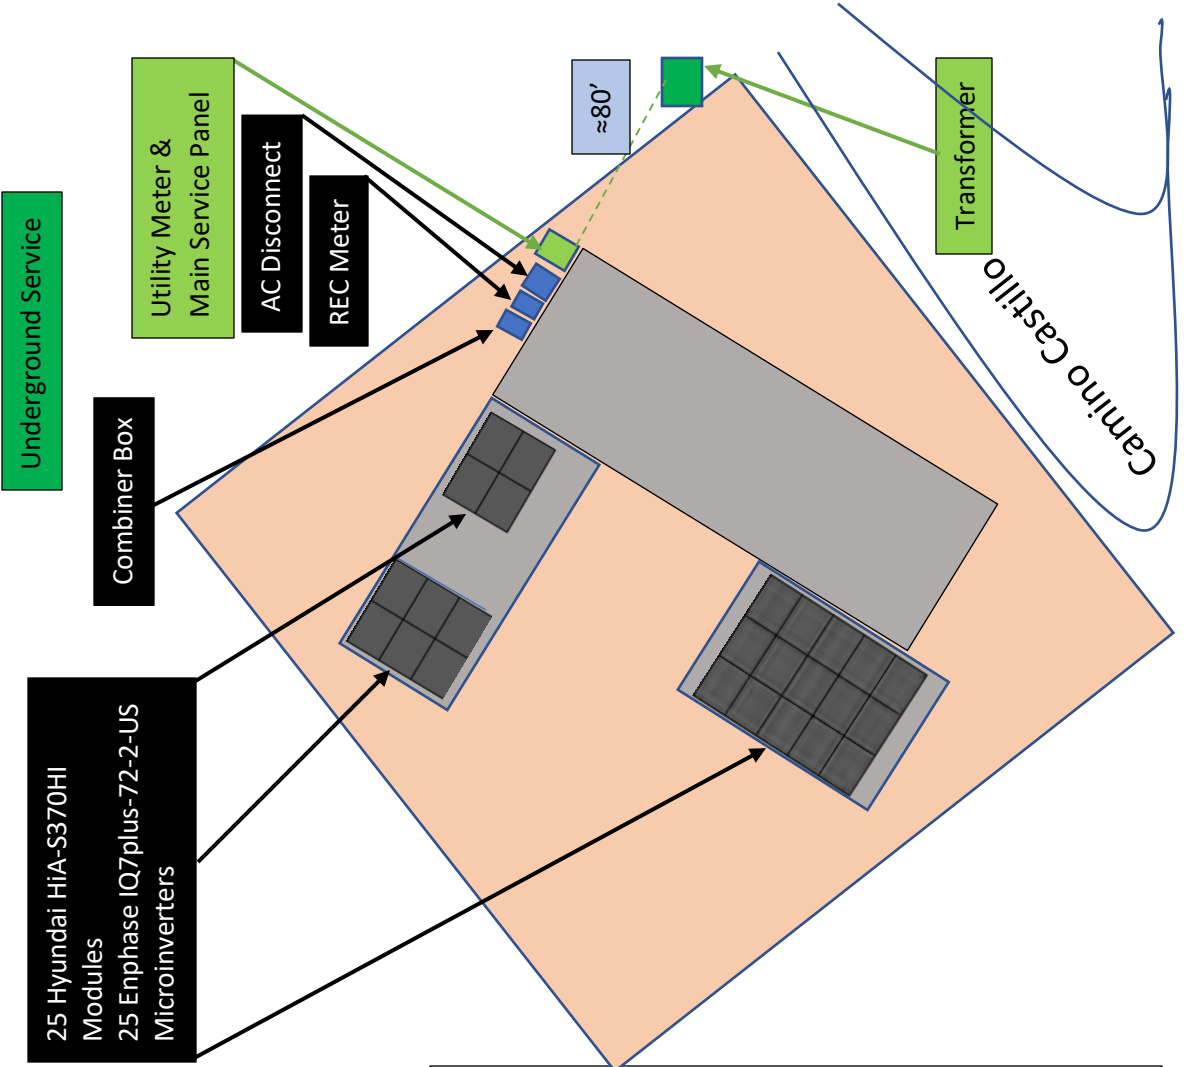 Underground Service
Utility Meter &
Main Service Panel
AC Disconnect
REC Meter
Combiner Box
25 Hyundai HiA-S370HI
Modules
25 Enphase IQ7plus-72-2-US
Microinverters
≈80’
Transformer
Camino Castillo